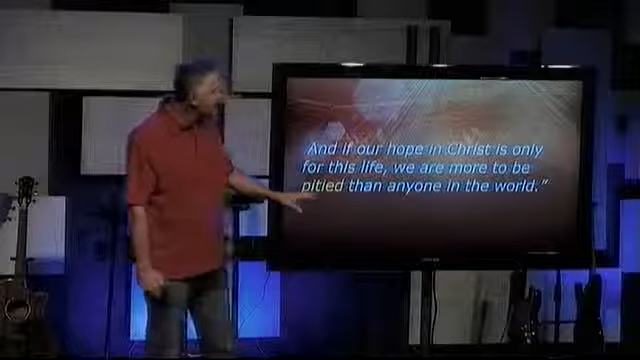 And if our hope in Christ is only
for this life, we are more to be
pitied than anyone in the world.”